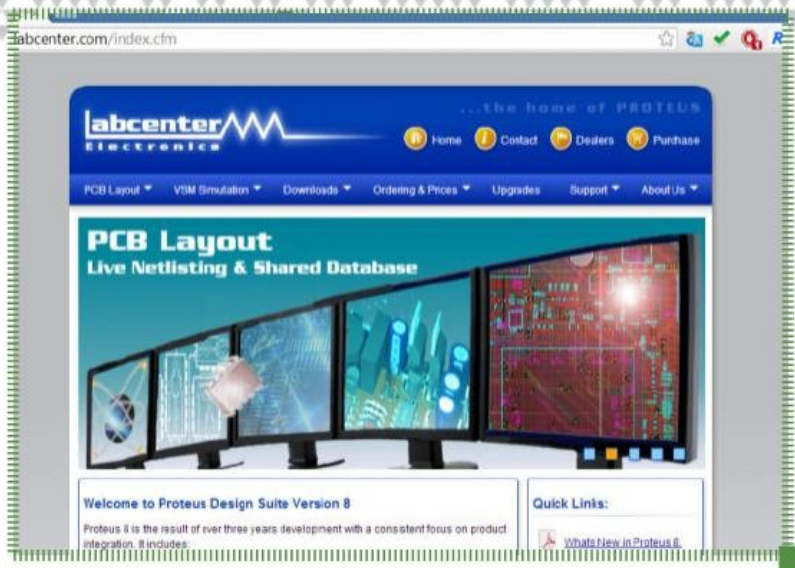 labcenter.com/index.cfm
...the home of PROTEUS
labcenter
Electronics
Home Contact Dealers Purchase
PCB Layout VSM Simulation Downloads Ordering & Prices Upgrades Support About Us
PCB Layout
Live Netlisting & Shared Database
Welcome to Proteus Design Suite Version 8
Quick Links:
Proteus 8 is the result of over three years development with a consistent focus on product
integration. It includes:
Whats New in Proteus 8.